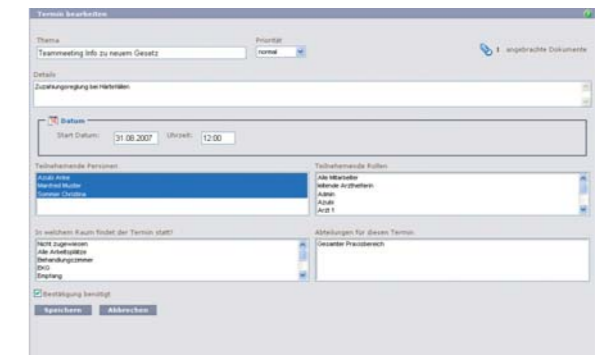 Termin bearbeiten
Thema
Priorität
Teammeeting Info zu neuem Gesetz
normal
1 angebrachte Dokumente
Details
Zuzahlungsreglung bei Härtefällen
Datum
Start Datum: 31.08.2007 Uhrzeit: 12:00
Teilnehmende Personen
Teilnehmende Rollen
Azubi Anke
Manfred Muster
Sommer Christina
Alle Mitarbeiter
leitende Arzthelferin
Admin
Azubi
Arzt 1
In welchem Raum findet der Termin statt?
Abteilungen für diesen Termin
Nicht zugewiesen
Alle Arbeitsplätze
Behandlungszimmer
EKG
Empfang
Gesamter Praxisbereich
Bestätigung benötigt
Speichern Abbrechen